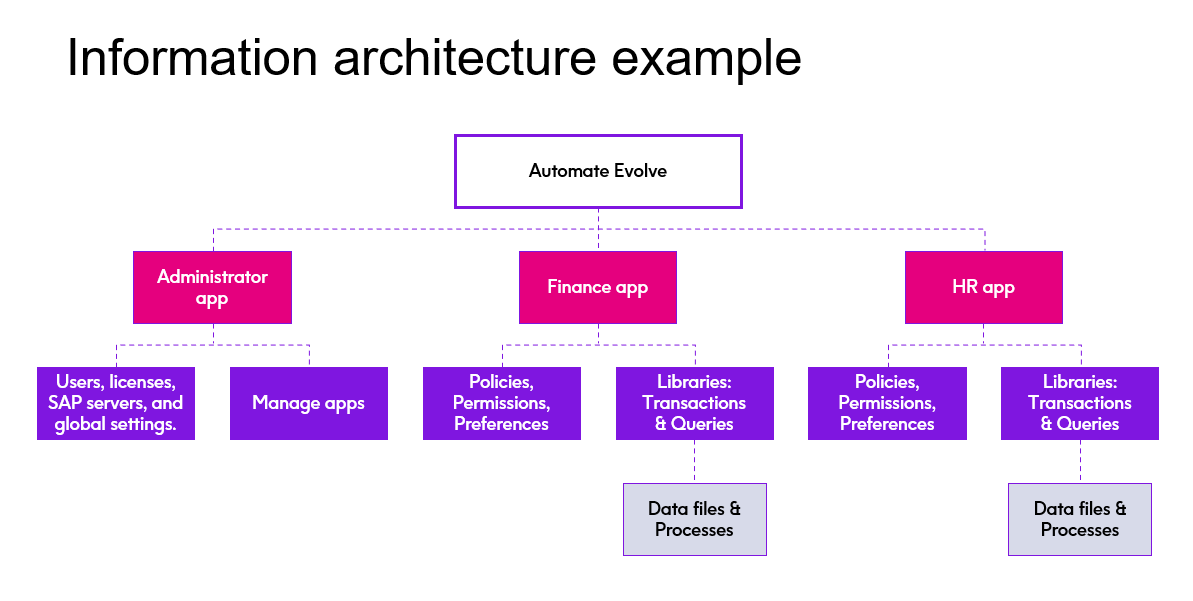 Information architecture example
Automate Evolve
Administrator
app
Finance app
HR app
Users, licenses,
SAP servers, and
global settings.
Manage apps
Policies,
Permissions,
Preferences
Libraries:
Transactions
& Queries
Policies,
Permissions,
Preferences
Libraries:
Transactions
& Queries
Data files &
Processes
Data files &
Processes